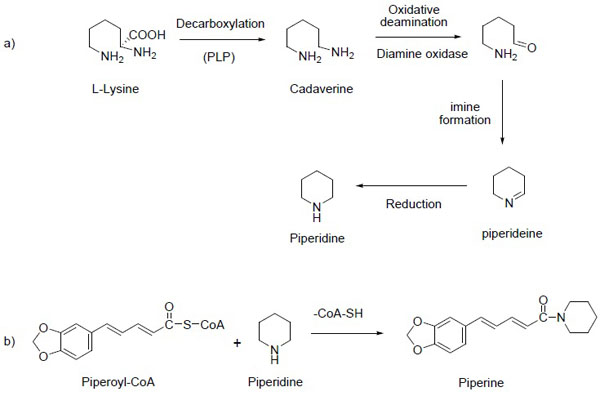 a)
COOH
NH2
NH2
L-Lysine
Decarboxylation
(PLP)
NH2 NH2
Cadaverine
Oxidative
deamination
Diamine oxidase
NH2
O
imine
formation
N
piperideine
Reduction
N
H
Piperidine
b)
O
O
O
C-S-CoA
Piperoyl-CoA
+
N
H
Piperidine
-CoA-SH
O
O
O
C
N
Piperine